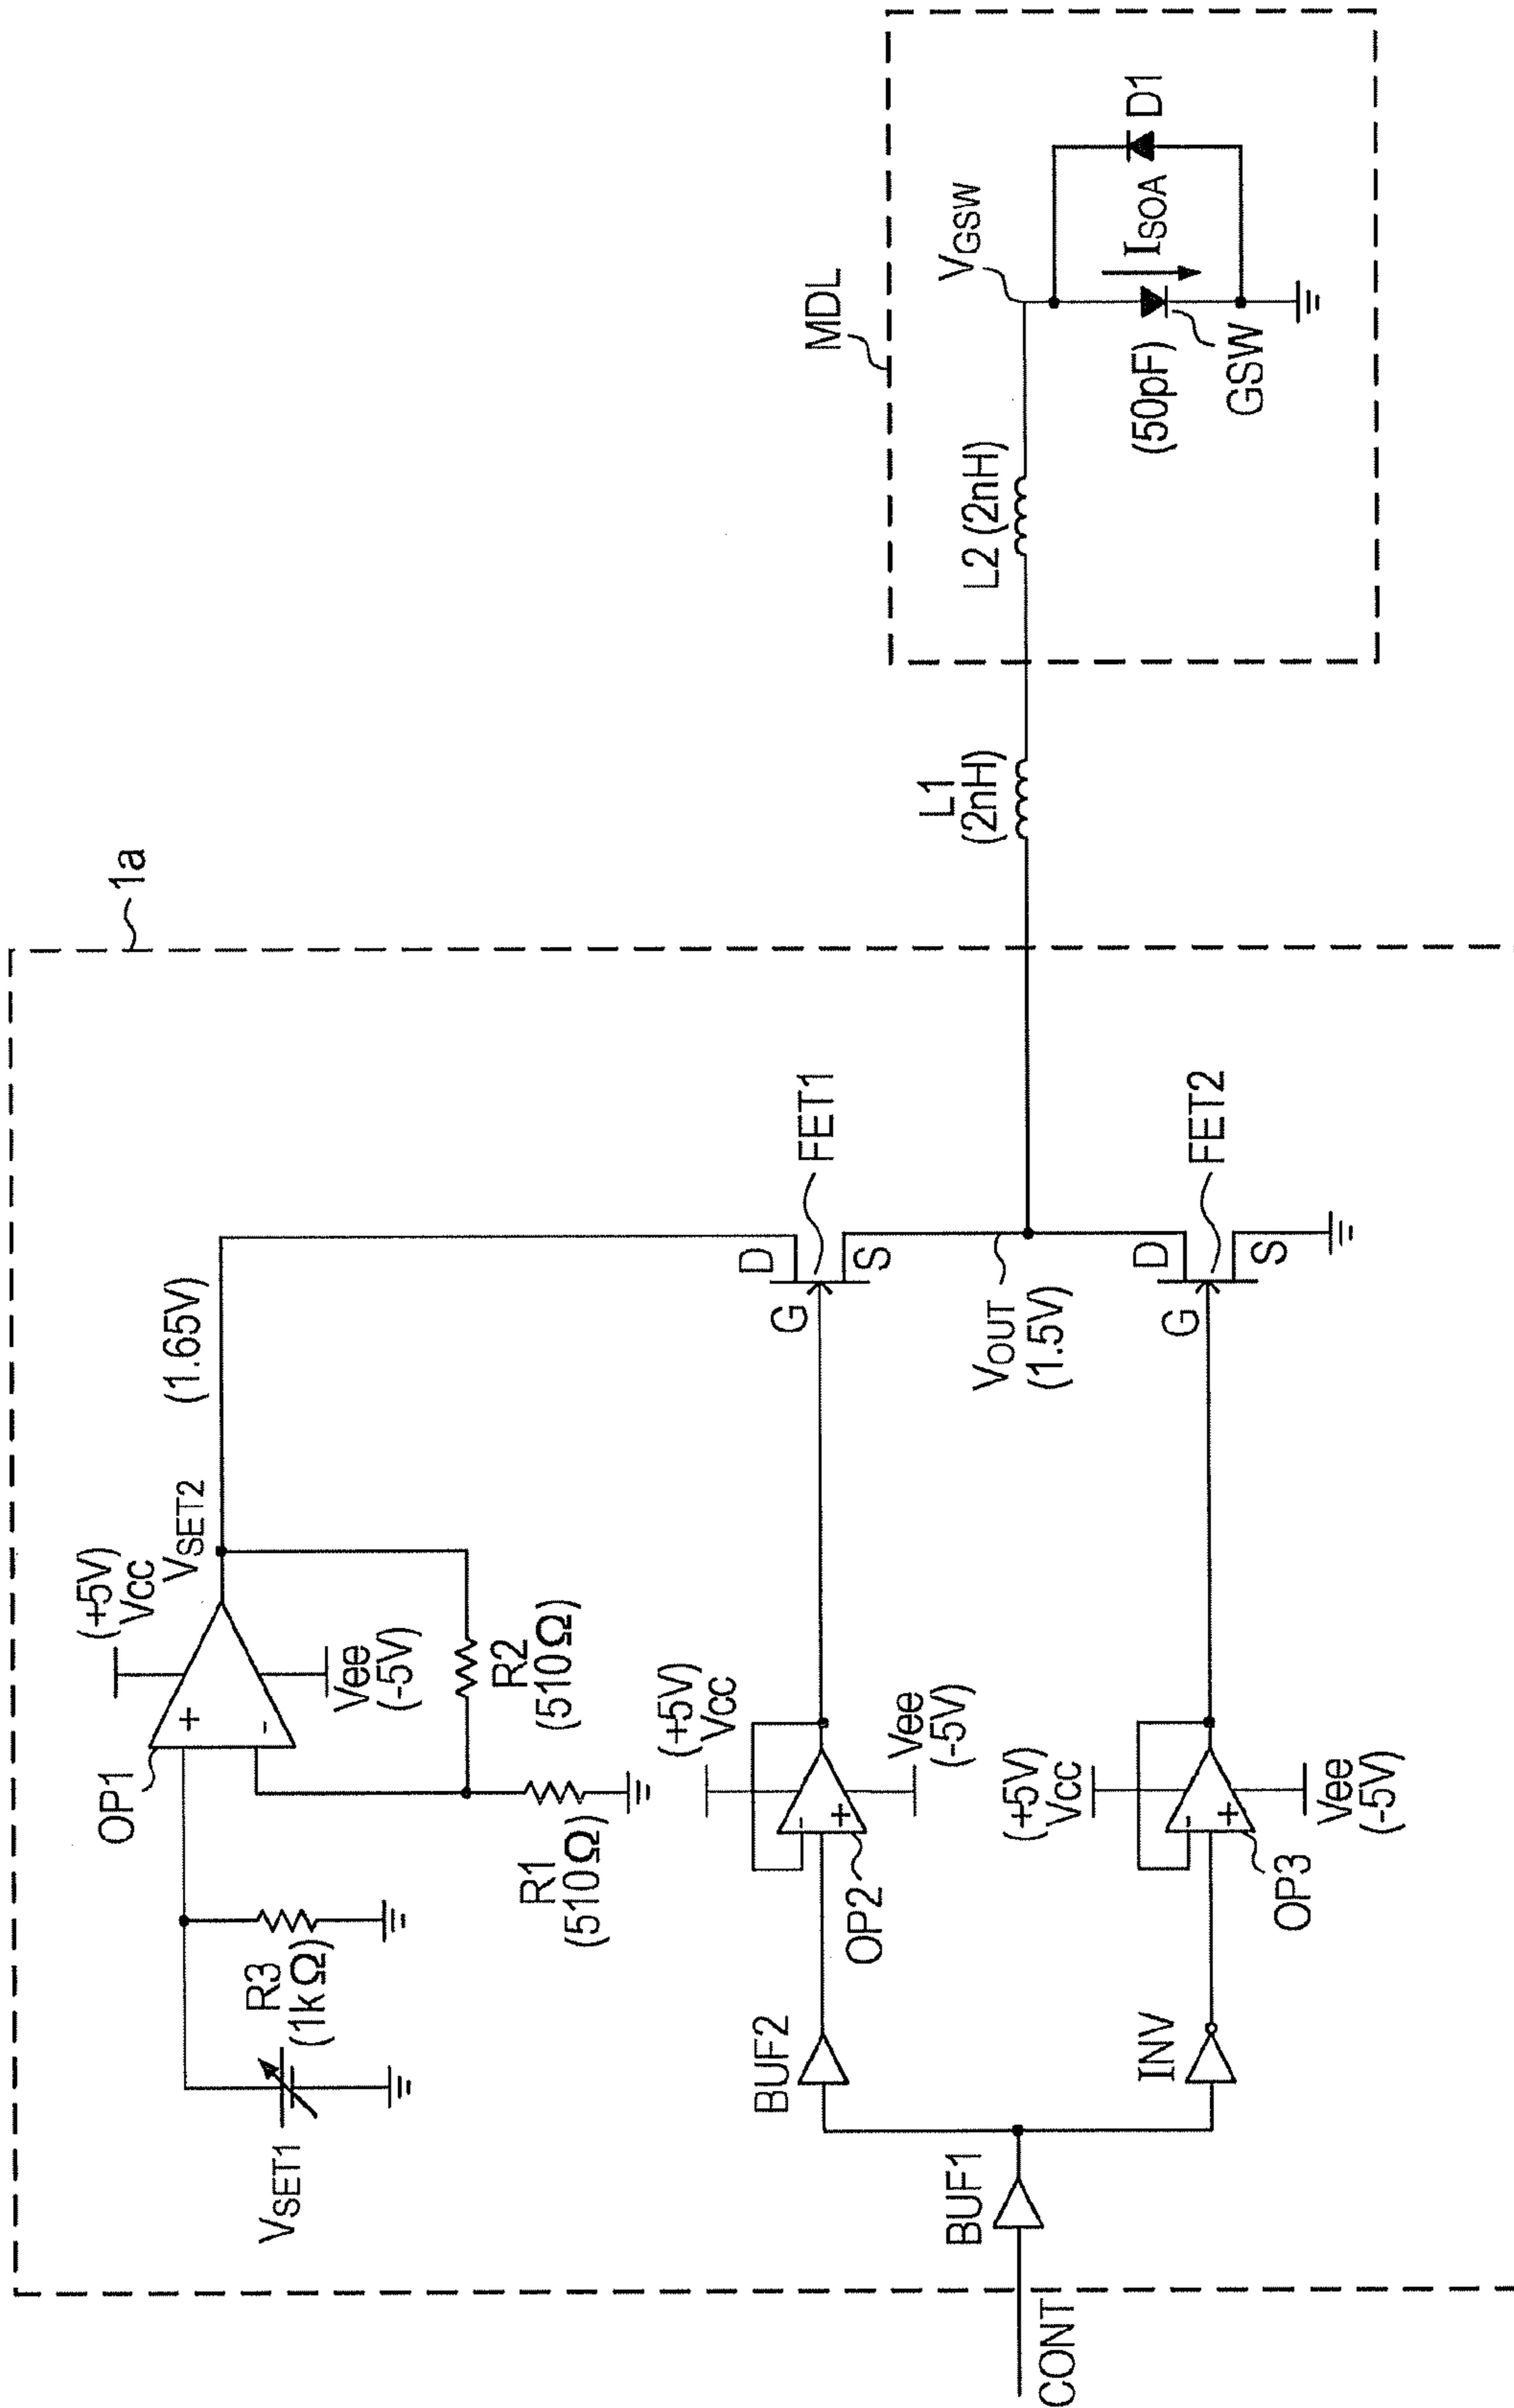 1a
OP1
+
-
(+5V)
Vcc
VSET2
(1.65V)
Vee
(-5V)
R2
(510Ω)
R1
(510Ω)
R3
(1kΩ)
VSET1
CONT
BUF1
BUF2
INV
OP2
-
+
(+5V)
Vcc
Vee
(-5V)
OP3
-
+
(+5V)
Vcc
Vee
(-5V)
D
G
S
FET1
VOUT
(1.5V)
D
G
S
FET2
L1
(2nH)
MDL
L2 (2nH)
VGSW
(50pF)
GSW
ISOA
D1